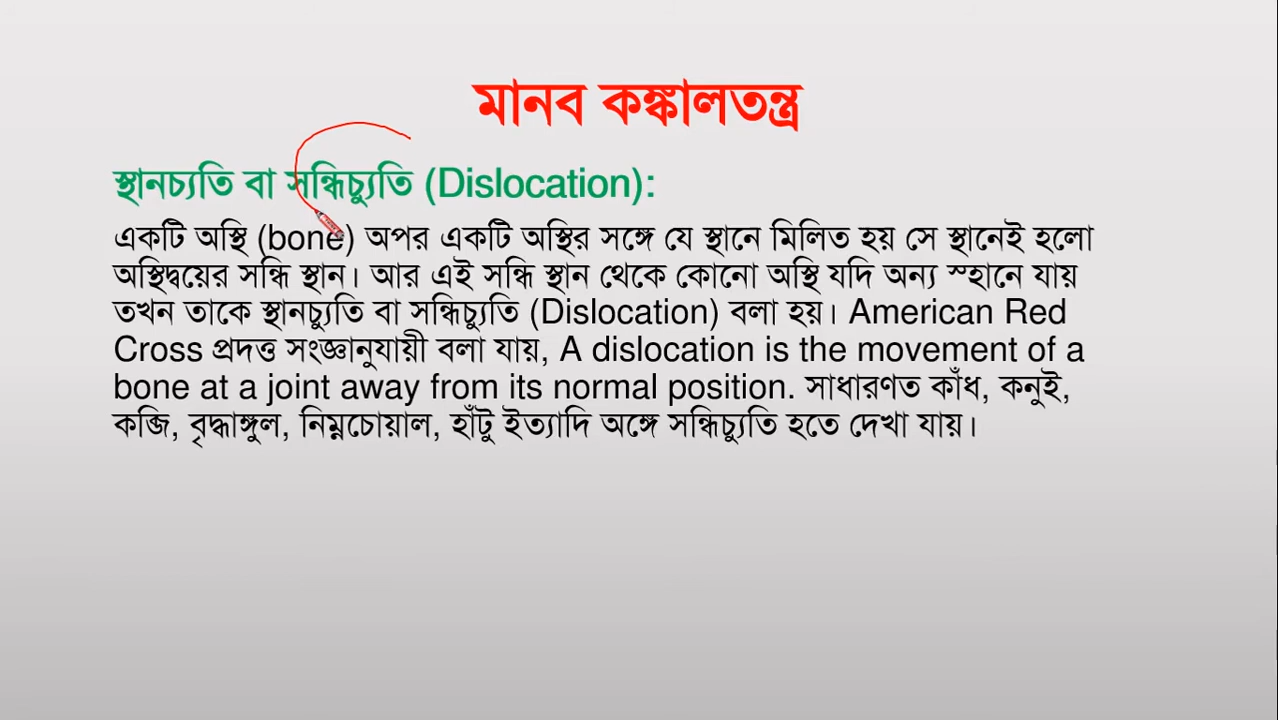 মানব কঙ্কালতন্ত্র
স্থানচ্যতি বা সন্ধিচ্যুতি (Dislocation):
একটি অস্থি (bone) অপর একটি অস্থির সঙ্গে যে স্থানে মিলিত হয় সে স্থানেই হলো
অস্থিদ্বয়ের সন্ধি স্থান। আর এই সন্ধি স্থান থেকে কোনো অস্থি যদি অন্য স্হানে যায়
তখন তাকে স্থানচ্যুতি বা সন্ধিচ্যুতি (Dislocation) বলা হয়। American Red
Cross প্রদত্ত সংজ্ঞানুযায়ী বলা যায়, A dislocation is the movement of a
bone at a joint away from its normal position. সাধারণত কাঁধ, কনুই,
কব্জি, বৃদ্ধাঙ্গুল, নিম্নচোয়াল, হাঁটু ইত্যাদি অঙ্গে সন্ধিচ্যুতি হতে দেখা যায়।